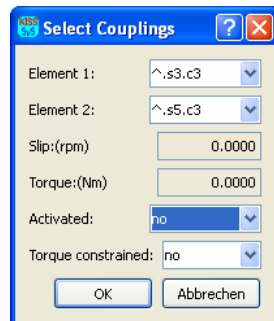 KISS
SyS
Select Couplings
Element 1: ^.s3.c3
Element 2: ^.s5.c3
Slip:(rpm) 0.0000
Torque:(Nm) 0.0000
Activated: no
Torque constrained: no
OK Abbrechen